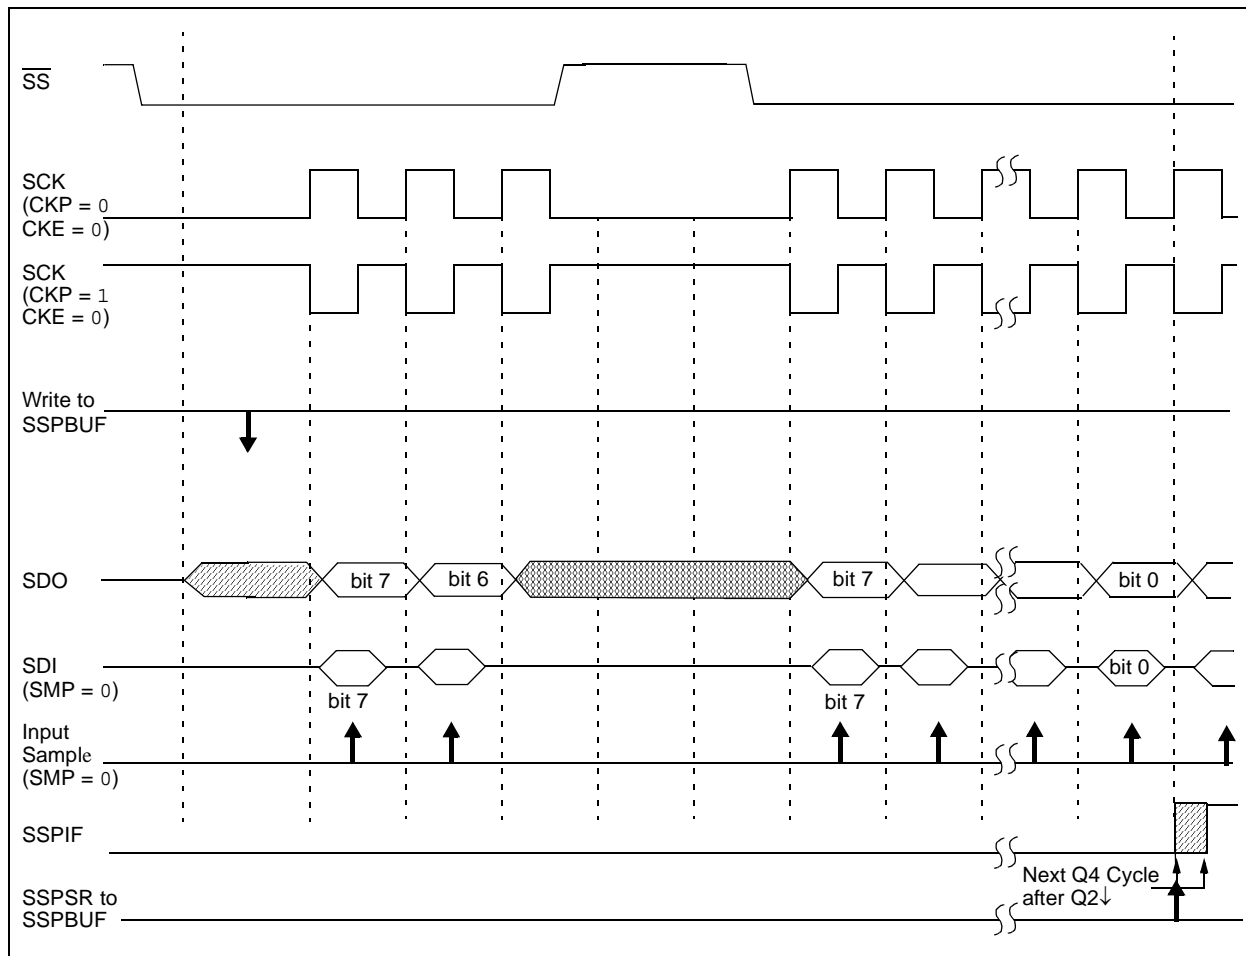 SS
SCK
(CKP = 0
CKE = 0)
SCK
(CKP = 1
CKE = 0)
Write to
SSPBUF
SDO
bit 7
bit 6
bit 7
bit 0
SDI
(SMP = 0)
bit 7
bit 7
bit 0
Input
Sample
(SMP = 0)
SSPIF
Next Q4 Cycle
after Q2↓
SSPSR to
SSPBUF